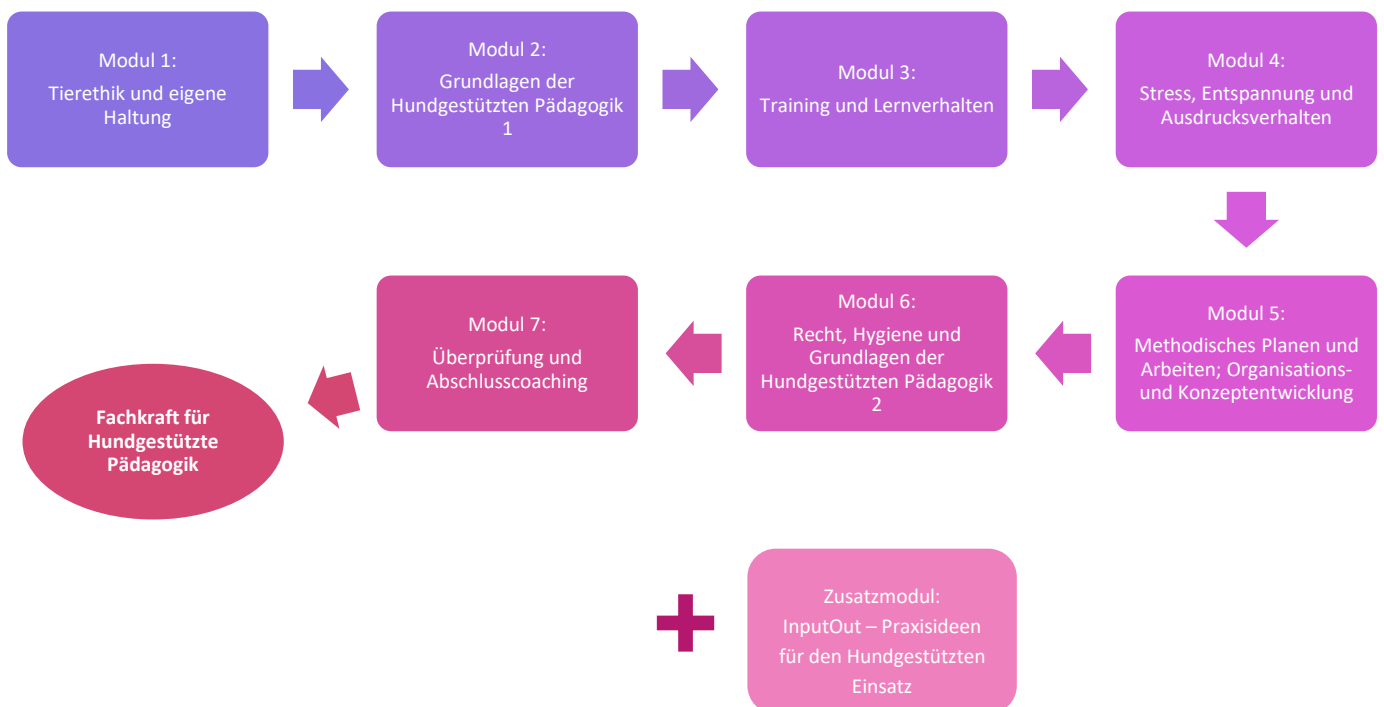 Modul 1:
Tierethik und eigene
Haltung
Modul 2:
Grundlagen der
Hundgestützten Pädagogik
1
Modul 3:
Training und Lernverhalten
Modul 4:
Stress, Entspannung und
Ausdrucksverhalten
Modul 5:
Methodisches Planen und
Arbeiten; Organisations-
und Konzeptentwicklung
Modul 6:
Recht, Hygiene und
Grundlagen der
Hundgestützten Pädagogik
2
Modul 7:
Überprüfung und
Abschlusscoaching
Fachkraft für
Hundgestützte
Pädagogik
Zusatzmodul:
InputOut – Praxisideen
für den Hundgestützten
Einsatz